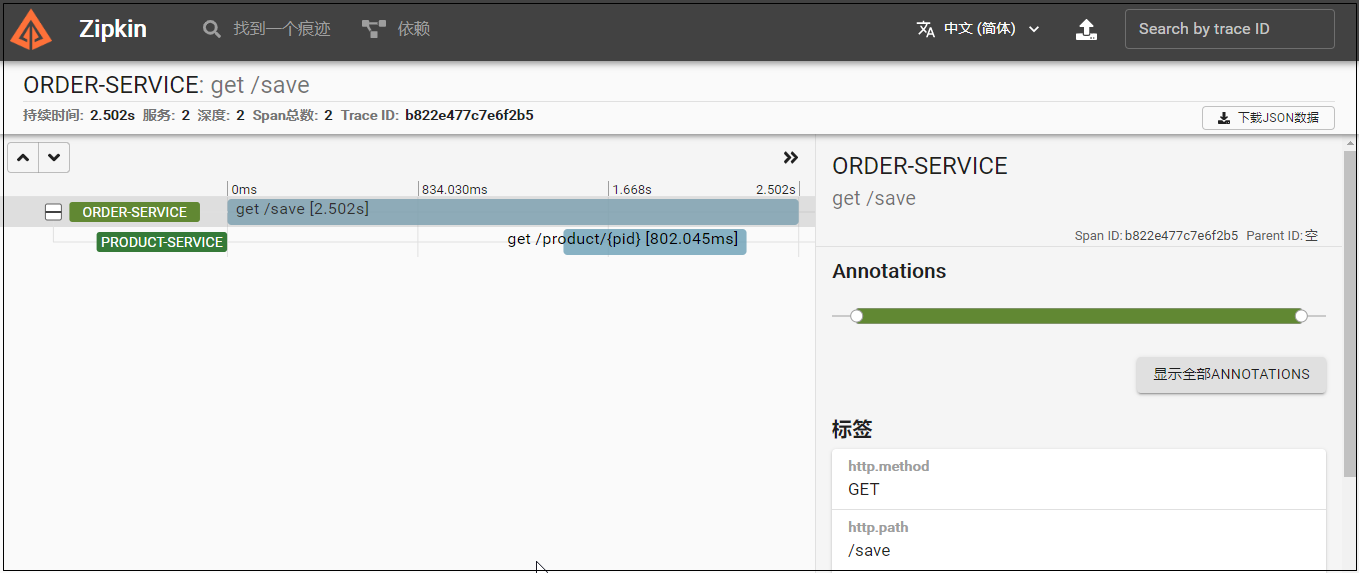 Zipkin 找到一个痕迹 依赖 中文 (简体) Search by trace ID
ORDER-SERVICE: get /save
持续时间: 2.502s 服务: 2 深度: 2 Span总数: 2 Trace ID: b822e477c7e6f2b5 下载JSON数据
0ms 834.030ms 1.668s 2.502s
ORDER-SERVICE get /save [2.502s]
PRODUCT-SERVICE get /product/{pid} [802.045ms]
ORDER-SERVICE
get /save
Span ID: b822e477c7e6f2b5 Parent ID: 空
Annotations
显示全部ANNOTATIONS
标签
http.method
GET
http.path
/save